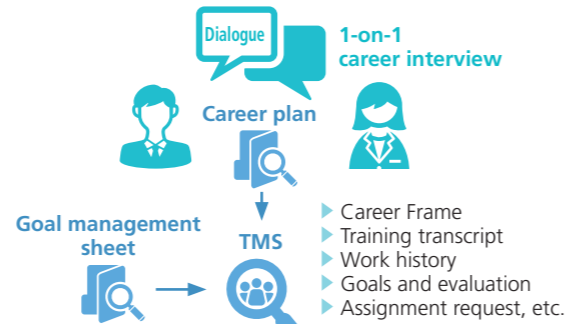 Dialogue
1-on-1
career interview
Career plan
Goal management
sheet
TMS
Career Frame
Training transcript
Work history
Goals and evaluation
Assignment request, etc.